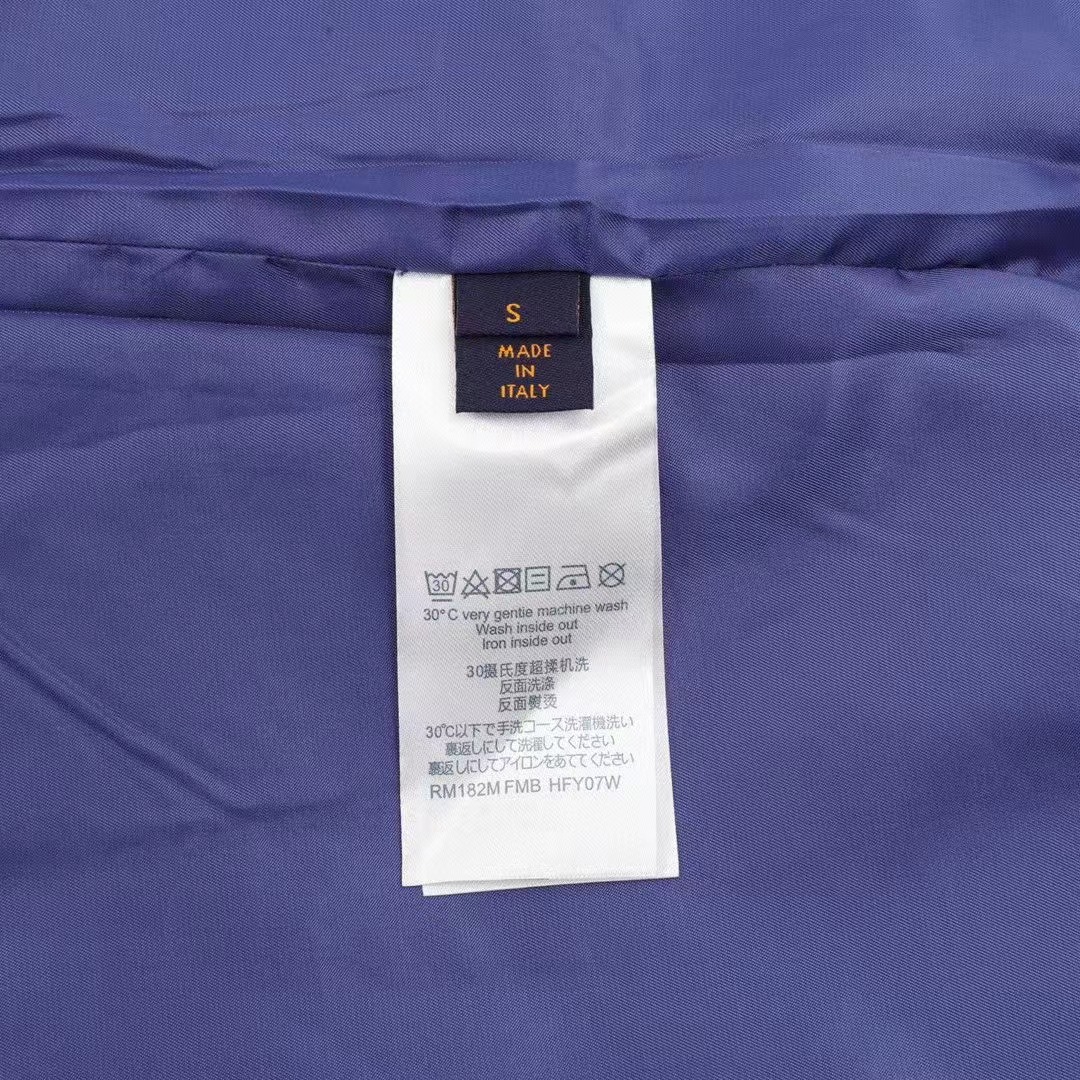 S
MADE
IN
ITALY
30
30°C very gentie machine wash
Wash inside out
Iron inside out
30摄氏度超揉机洗
反面洗涤
反面熨烫
30℃以下で手洗コース洗濯機洗い
裏返しにして洗濯してください
裏返しにしてアイロンをあててください
RM182M FMB HFY07W